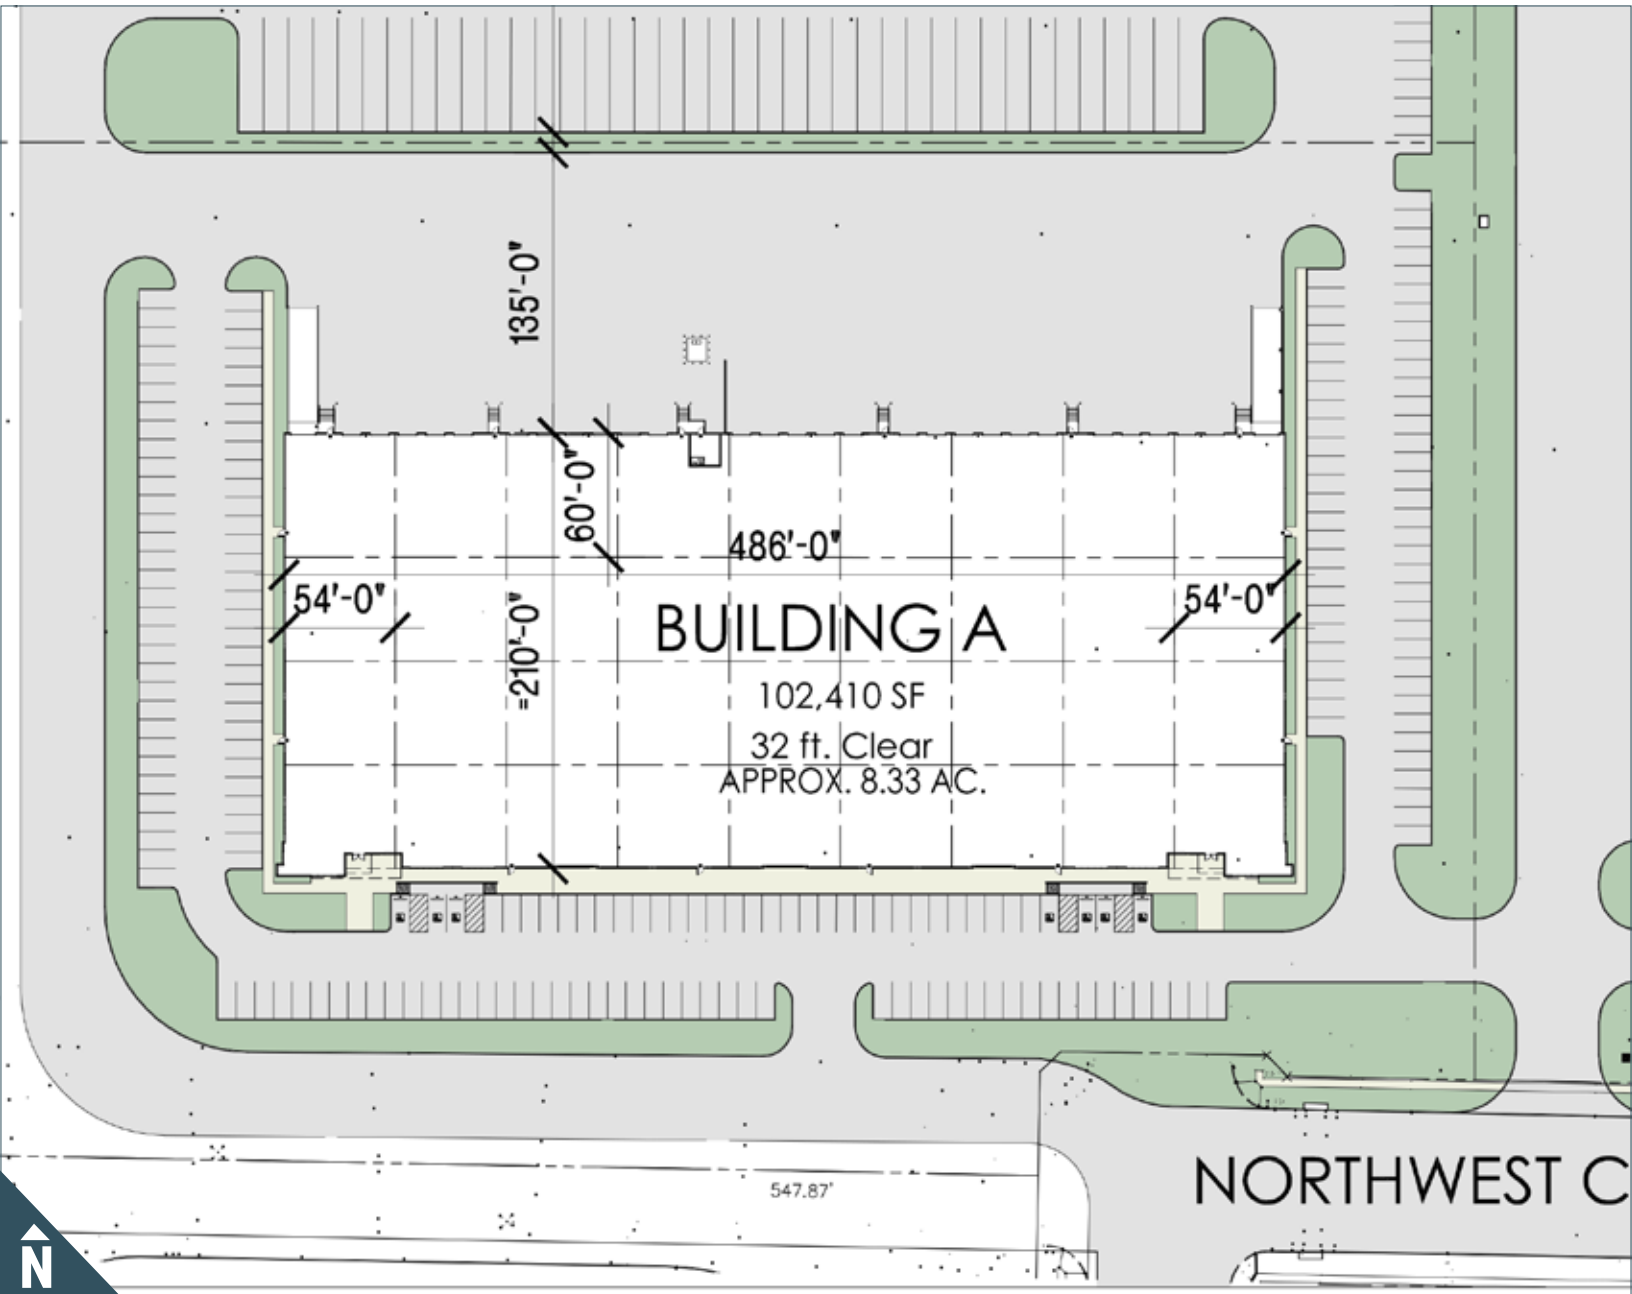 135'-0"
60'-0"
486'-0"
54'-0"
54'-0"
=210'-0"
BUILDING A
102,410 SF
32 ft. Clear
APPROX. 8.33 AC.
547.87'
NORTHWEST C
N